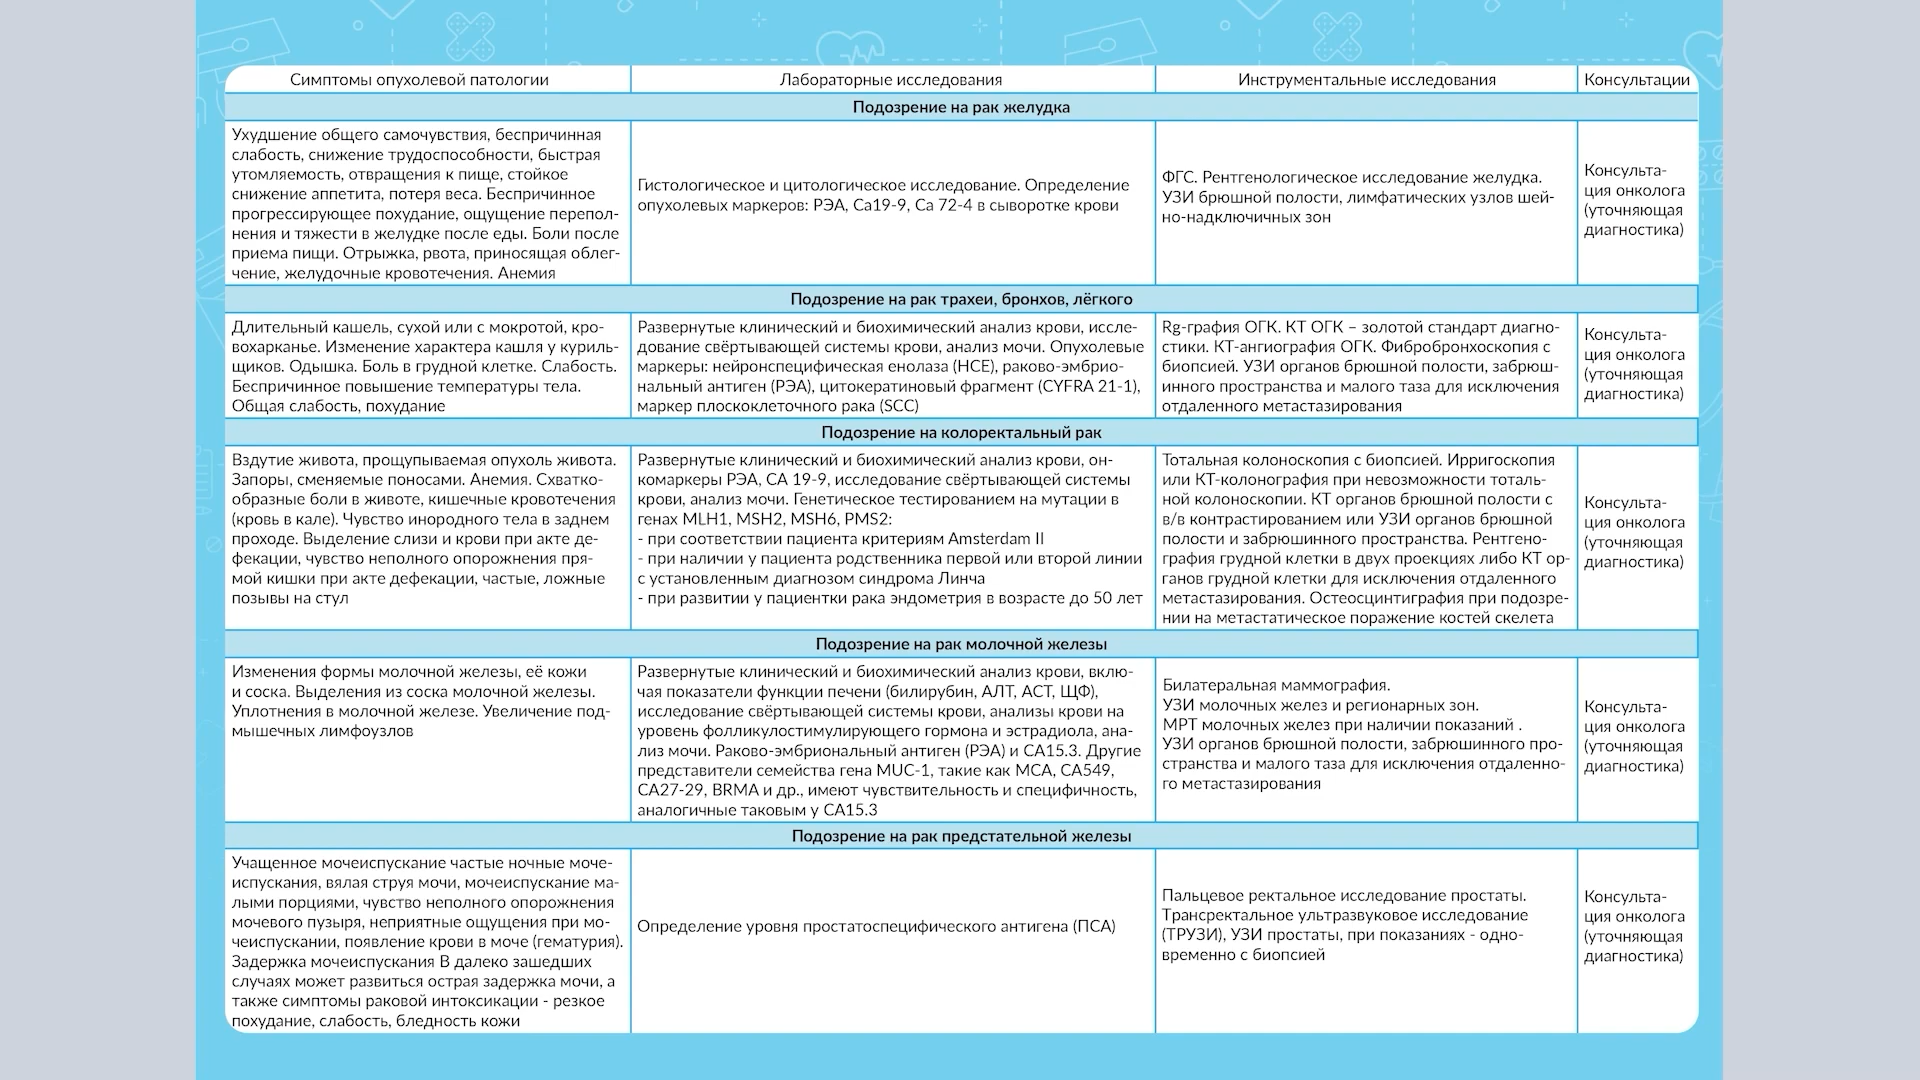 Симптомы опухолевой патологии
Лабораторные исследования
Инструментальные исследования
Консультации
Подозрение на рак желудка
Ухудшение общего самочувствия, беспричинная
слабость, снижение трудоспособности, быстрая
утомляемость, отвращения к пище, стойкое
снижение аппетита, потеря веса. Беспричинное
прогрессирующее похудание, ощущение перепол-
нения и тяжести в желудке после еды. Боли после
приема пищи. Отрыжка, рвота, приносящая облег-
чение, желудочные кровотечения. Анемия
Гистологическое и цитологическое исследование. Определение
опухолевых маркеров: РЭА, Са19-9, Са 72-4 в сыворотке крови
ФГС. Рентгенологическое исследование желудка.
УЗИ брюшной полости, лимфатических узлов шей-
но-надключичных зон
Консульта-
ция онколога
(уточняющая
диагностика)
Подозрение на рак трахеи, бронхов, лёгкого
Длительный кашель, сухой или с мокротой, кро-
вохарканье. Изменение характера кашля у куриль-
щиков. Одышка. Боль в грудной клетке. Слабость.
Беспричинное повышение температуры тела.
Общая слабость, похудание
Развернутые клинический и биохимический анализ крови, иссле-
дование свёртывающей системы крови, анализ мочи. Опухолевые
маркеры: нейронспецифическая енолаза (НСЕ), раково-эмбрио-
нальный антиген (РЭА), цитокератиновый фрагмент (CYFRA 21-1),
маркер плоскоклеточного рака (SCC)
Rg-графия ОГК. КТ ОГК – золотой стандарт диагно-
стики. КТ-ангиография ОГК. Фибробронхоскопия с
биопсией. УЗИ органов брюшной полости, забрюш-
инного пространства и малого таза для исключения
отдаленного метастазирования
Консульта-
ция онколога
(уточняющая
диагностика)
Подозрение на колоректальный рак
Вздутие живота, прощупываемая опухоль живота.
Запоры, сменяемые поносами. Анемия. Схватко-
образные боли в животе, кишечные кровотечения
(кровь в кале). Чувство инородного тела в заднем
проходе. Выделение слизи и крови при акте де-
фекации, чувство неполного опорожнения пря-
мой кишки при акте дефекации, частые, ложные
позывы на стул
Развернутые клинический и биохимический анализ крови, он-
комаркеры РЭА, СА 19-9, исследование свёртывающей системы
крови, анализ мочи. Генетическое тестированием на мутации в
генах MLH1, MSH2, MSH6, PMS2:
- при соответствии пациента критериям Amsterdam II
- при наличии у пациента родственника первой или второй линии
с установленным диагнозом синдрома Линча
- при развитии у пациентки рака эндометрия в возрасте до 50 лет
Тотальная колоноскопия с биопсией. Ирригоскопия
или КТ-колонография при невозможности тоталь-
ной колоноскопии. КТ органов брюшной полости с
в/в контрастированием или УЗИ органов брюшной
полости и забрюшинного пространства. Рентгено-
графия грудной клетки в двух проекциях либо КТ ор-
ганов грудной клетки для исключения отдаленного
метастазирования. Остеосцинтиграфия при подозре-
нии на метастатическое поражение костей скелета
Консульта-
ция онколога
(уточняющая
диагностика)
Подозрение на рак молочной железы
Изменения формы молочной железы, её кожи
и соска. Выделения из соска молочной железы.
Уплотнения в молочной железе. Увеличение под-
мышечных лимфоузлов
Развернутые клинический и биохимический анализ крови, вклю-
чая показатели функции печени (билирубин, АЛТ, АСТ, ЩФ),
исследование свёртывающей системы крови, анализы крови на
уровень фолликулостимулирующего гормона и эстрадиола, ана-
лиз мочи. Раково-эмбриональный антиген (РЭА) и СА15.3. Другие
представители семейства гена MUC-1, такие как МСА, СА549,
СА27-29, BRMA и др., имеют чувствительность и специфичность,
аналогичные таковым у СА15.3
Билатеральная маммография.
УЗИ молочных желез и регионарных зон.
МРТ молочных желез при наличии показаний .
УЗИ органов брюшной полости, забрюшинного про-
странства и малого таза для исключения отдаленно-
го метастазирования
Консульта-
ция онколога
(уточняющая
диагностика)
Подозрение на рак предстательной железы
Учащенное мочеиспускание частые ночные моче-
испускания, вялая струя мочи, мочеиспускание ма-
лыми порциями, чувство неполного опорожнения
мочевого пузыря, неприятные ощущения при мо-
чеиспускании, появление крови в моче (гематурия).
Задержка мочеиспускания В далеко зашедших
случаях может развиться острая задержка мочи, а
также симптомы раковой интоксикации - резкое
похудание, слабость, бледность кожи
Определение уровня простатоспецифического антигена (ПСА)
Пальцевое ректальное исследование простаты.
Трансректальное ультразвуковое исследование
(ТРУЗИ), УЗИ простаты, при показаниях - одно-
временно с биопсией
Консульта-
ция онколога
(уточняющая
диагностика)